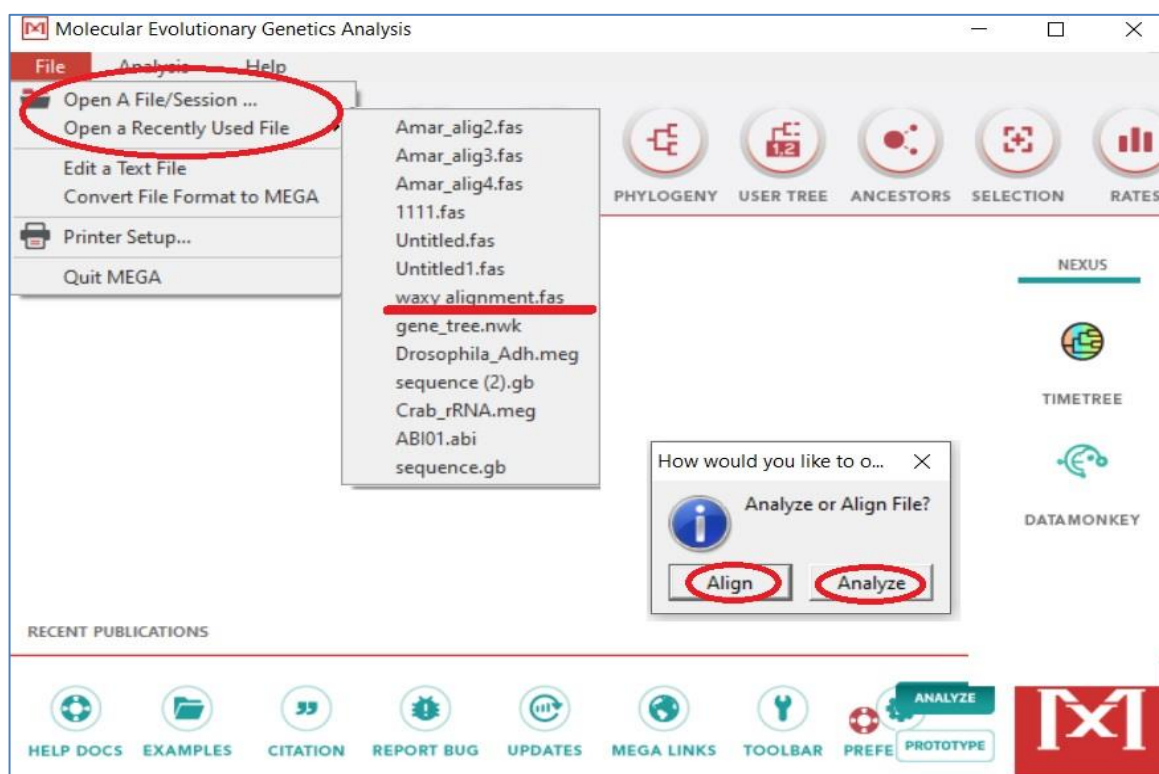 Molecular Evolutionary Genetics Analysis
File Analysis Help
Open A File/Session ...
Open a Recently Used File
Edit a Text File
Convert File Format to MEGA
Printer Setup...
Quit MEGA
Amar_alig2.fas
Amar_alig3.fas
Amar_alig4.fas
1111.fas
Untitled.fas
Untitled1.fas
waxy alignment.fas
gene_tree.nwk
Drosophila_Adh.meg
sequence (2).gb
Crab_rRNA.meg
ABI01.abi
sequence.gb
1,2
PHYLOGENY USER TREE ANCESTORS SELECTION RATES
NEXUS
TIMETREE
DATAMONKEY
How would you like to o...
Analyze or Align File?
Align Analyze
RECENT PUBLICATIONS
HELP DOCS EXAMPLES CITATION REPORT BUG UPDATES MEGA LINKS TOOLBAR PREFE
ANALYZE
PROTOTYPE